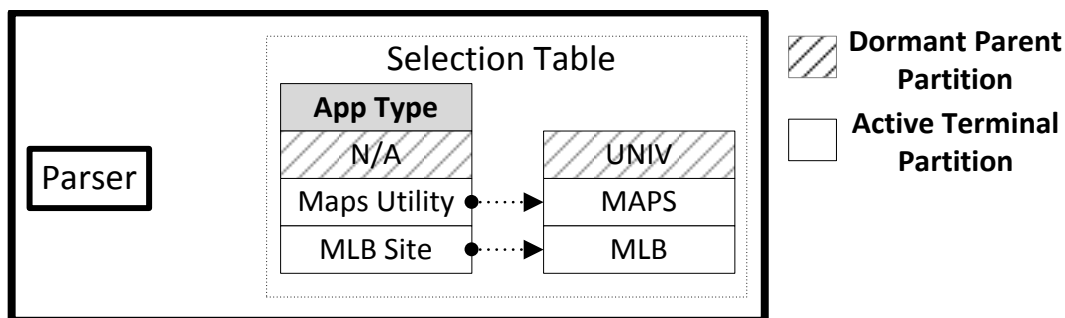 Selection Table
App Type
N/A
UNIV
Parser
Maps Utility
MAPS
MLB Site
MLB
Dormant Parent
Partition
Active Terminal
Partition